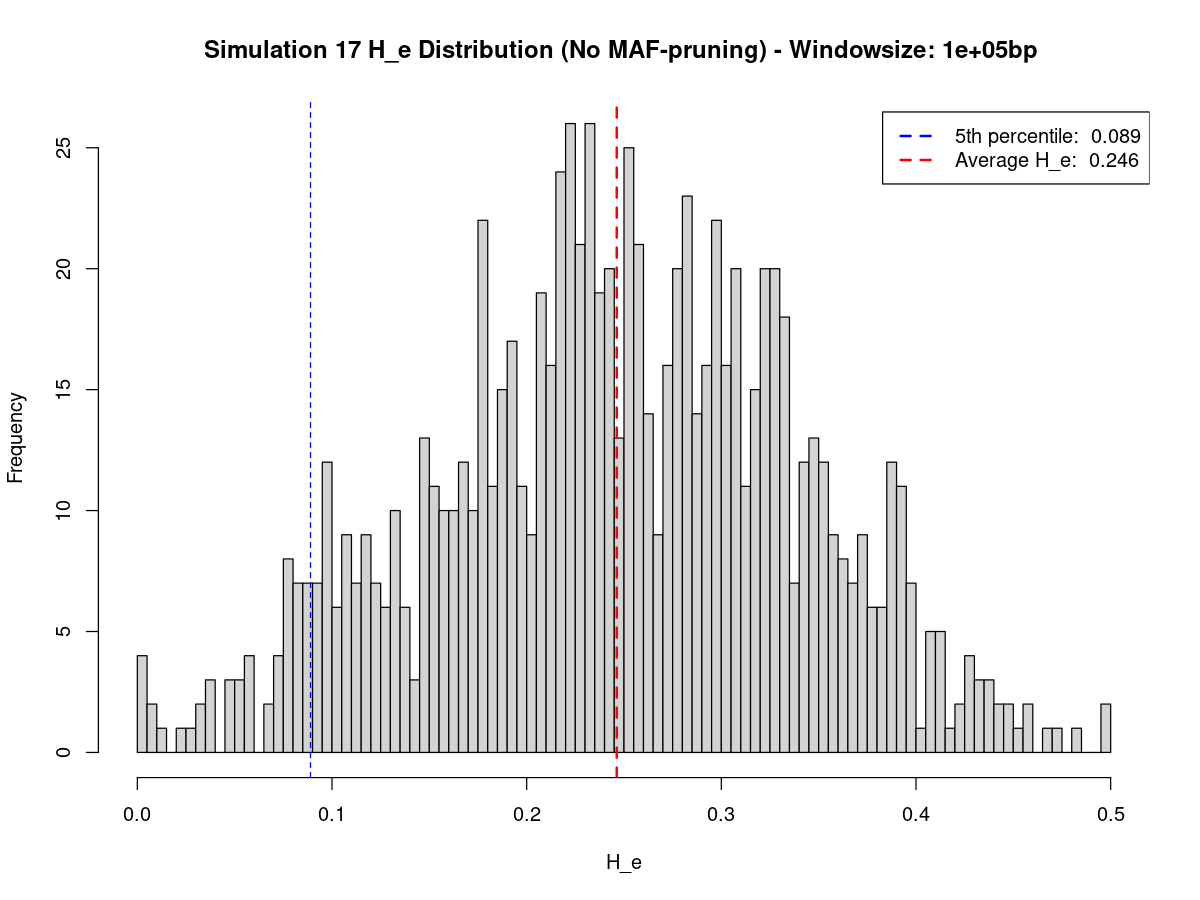 Simulation 17 H_e Distribution (No MAF-pruning) - Windowsize: 1e+05bp
5th percentile:  0.089
Average H_e:  0.246
Frequency
25
20
15
10
5
0
0.0 0.1 0.2 0.3 0.4 0.5
H_e